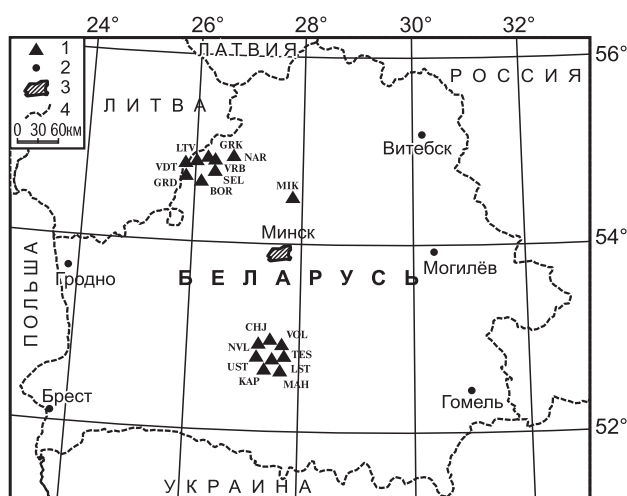 24° 26° 28° 30° 32°
1
2
3
4
0 30 60км
ЛАТВИЯ
56°
РОССИЯ
ЛИТВА
Витебск
LTV GRK
NAR
VDT VRB
GRD SEL
BOR
MIK
Минск
54°
ПОЛЬША
Гродно
БЕЛАРУСЬ
Могилёв
CHJ VOL
NVL TES
UST LST
KAP MAH
Брест
Гомель
52°
УКРАИНА